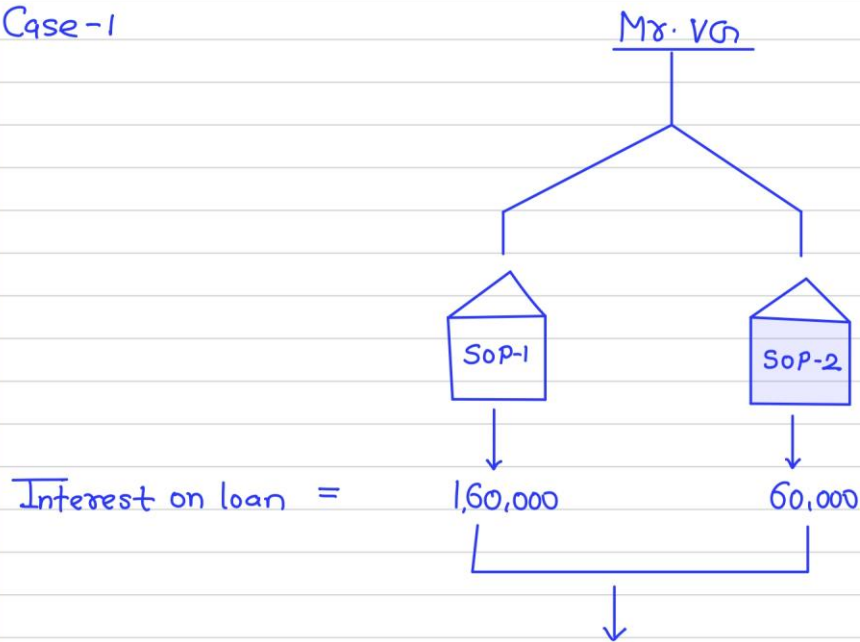 Case-1
Mr. VG
SOP-1
SOP-2
Interest on loan = 1,60,000 60,000